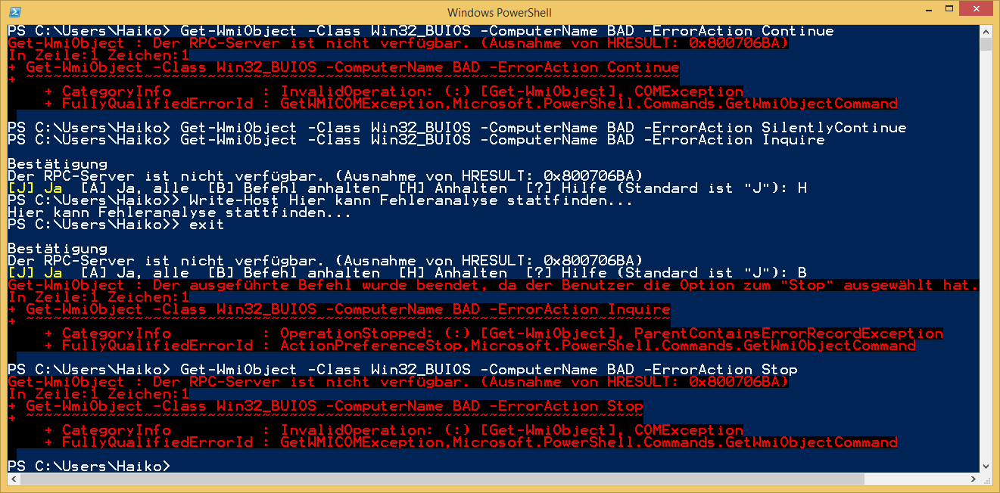 Windows PowerShell
PS C:\Users\Haiko> Get-WmiObject -Class Win32_BUIOS -ComputerName BAD -ErrorAction Continue
Get-WmiObject : Der RPC-Server ist nicht verfügbar. (Ausnahme von HRESULT: 0x800706BA)
In Zeile:1 Zeichen:1
+ Get-WmiObject -Class Win32_BUIOS -ComputerName BAD -ErrorAction Continue
+ ~~~~~~~~~~~~~~~~~~~~~~~~~~~~~~~~~~~~~~~~~~~~~~~~~~~~~~~~~~~~~~~~~~~~~~~~
    + CategoryInfo          : InvalidOperation: (:) [Get-WmiObject], COMException
    + FullyQualifiedErrorId : GetWMICOMException,Microsoft.PowerShell.Commands.GetWmiObjectCommand
PS C:\Users\Haiko> Get-WmiObject -Class Win32_BUIOS -ComputerName BAD -ErrorAction SilentlyContinue
PS C:\Users\Haiko> Get-WmiObject -Class Win32_BUIOS -ComputerName BAD -ErrorAction Inquire
Bestätigung
Der RPC-Server ist nicht verfügbar. (Ausnahme von HRESULT: 0x800706BA)
[J] Ja  [A] Ja, alle  [B] Befehl anhalten  [H] Anhalten  [?] Hilfe (Standard ist "J"): H
PS C:\Users\Haiko>> Write-Host Hier kann Fehleranalyse stattfinden...
Hier kann Fehleranalyse stattfinden...
PS C:\Users\Haiko>> exit
Bestätigung
Der RPC-Server ist nicht verfügbar. (Ausnahme von HRESULT: 0x800706BA)
[J] Ja  [A] Ja, alle  [B] Befehl anhalten  [H] Anhalten  [?] Hilfe (Standard ist "J"): B
Get-WmiObject : Der ausgeführte Befehl wurde beendet, da der Benutzer die Option zum "Stop" ausgewählt hat.
In Zeile:1 Zeichen:1
+ Get-WmiObject -Class Win32_BUIOS -ComputerName BAD -ErrorAction Inquire
+ ~~~~~~~~~~~~~~~~~~~~~~~~~~~~~~~~~~~~~~~~~~~~~~~~~~~~~~~~~~~~~~~~~~~~~~~
    + CategoryInfo          : OperationStopped: (:) [Get-WmiObject], ParentContainsErrorRecordException
    + FullyQualifiedErrorId : ActionPreferenceStop,Microsoft.PowerShell.Commands.GetWmiObjectCommand
PS C:\Users\Haiko> Get-WmiObject -Class Win32_BUIOS -ComputerName BAD -ErrorAction Stop
Get-WmiObject : Der RPC-Server ist nicht verfügbar. (Ausnahme von HRESULT: 0x800706BA)
In Zeile:1 Zeichen:1
+ Get-WmiObject -Class Win32_BUIOS -ComputerName BAD -ErrorAction Stop
+ ~~~~~~~~~~~~~~~~~~~~~~~~~~~~~~~~~~~~~~~~~~~~~~~~~~~~~~~~~~~~~~~~~~~~
    + CategoryInfo          : InvalidOperation: (:) [Get-WmiObject], COMException
    + FullyQualifiedErrorId : GetWMICOMException,Microsoft.PowerShell.Commands.GetWmiObjectCommand
PS C:\Users\Haiko>